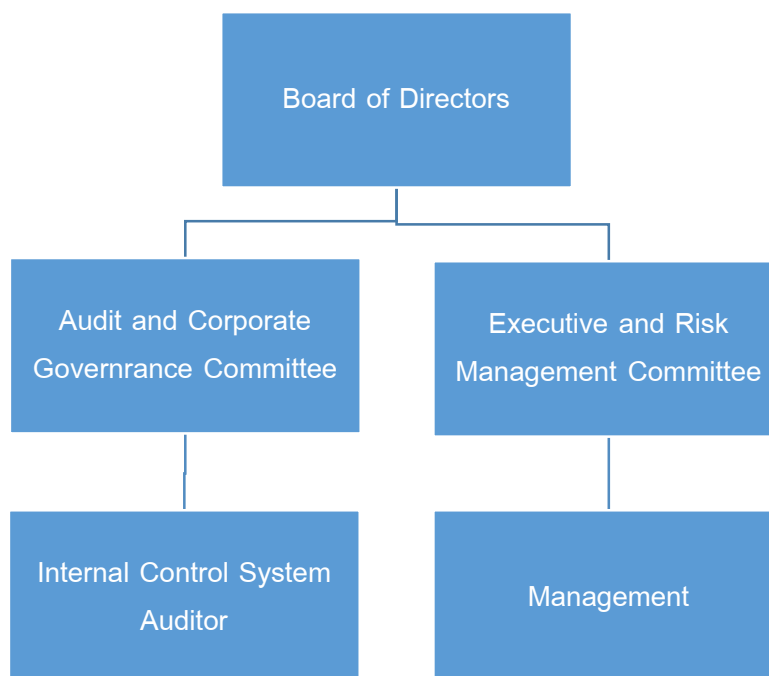 Board of Directors
Audit and Corporate
Governrance Committee
Executive and Risk
Management Committee
Internal Control System
Auditor
Management